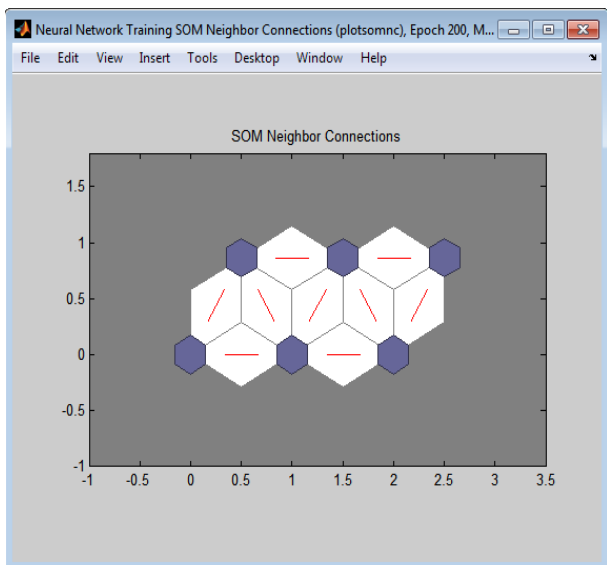 Neural Network Training SOM Neighbor Connections (plotsomnc), Epoch 200, M...
File Edit View Insert Tools Desktop Window Help
SOM Neighbor Connections
1.5
1
0.5
0
-0.5
-1
-1 -0.5 0 0.5 1 1.5 2 2.5 3 3.5